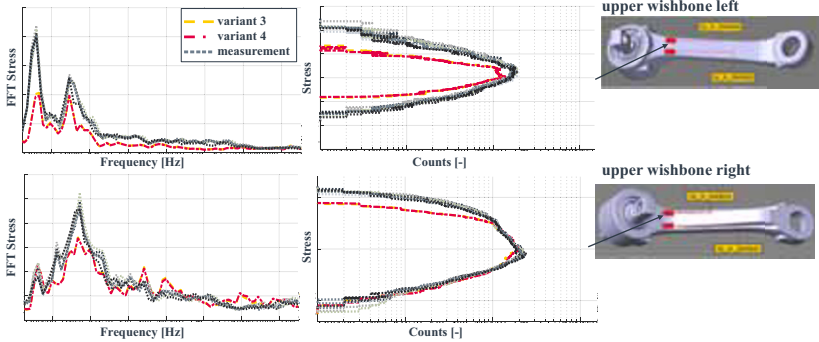 upper wishbone left
variant 3
variant 4
measurement
FFT Stress
Frequency [Hz]
Stress
Counts [-]
upper wishbone right
FFT Stress
Frequency [Hz]
Stress
Counts [-]